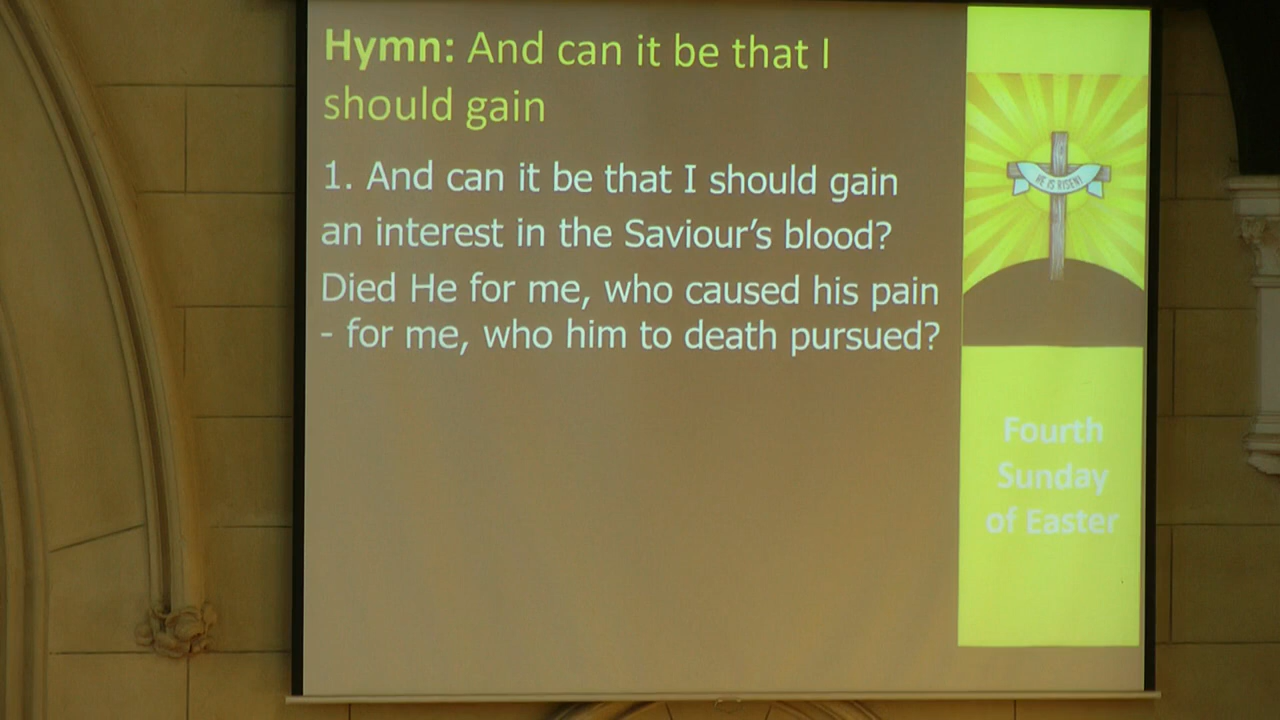 Hymn: And can it be that I
should gain
1. And can it be that I should gain
an interest in the Saviour’s blood?
Died He for me, who caused his pain
- for me, who him to death pursued?
HE IS RISEN!
Fourth
Sunday
of Easter